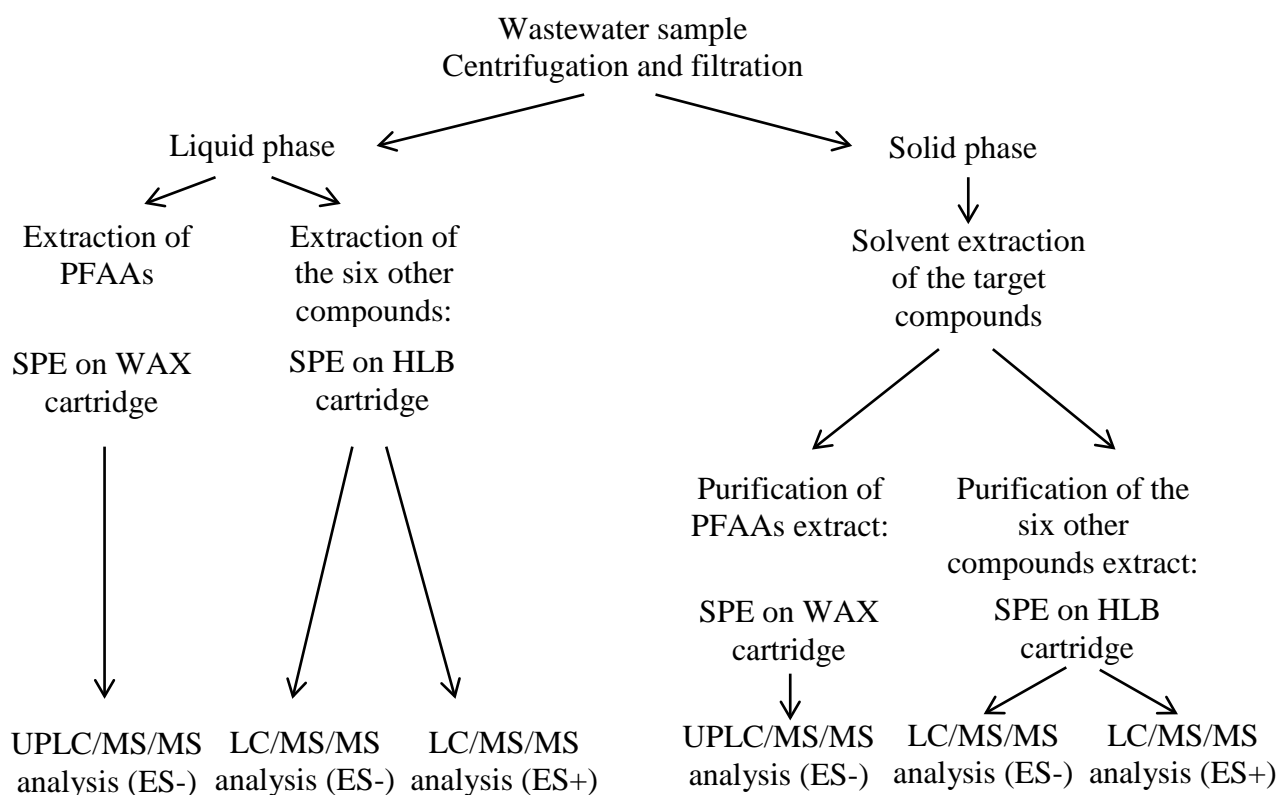 Wastewater sample
Centrifugation and filtration
Liquid phase
Solid phase
Extraction of
PFAAs
Extraction of
the six other
compounds:
Solvent extraction
of the target
compounds
SPE on WAX
cartridge
SPE on HLB
cartridge
Purification of
PFAAs extract:
Purification of the
six other
compounds extract:
SPE on WAX
cartridge
SPE on HLB
cartridge
UPLC/MS/MS
analysis (ES-)
LC/MS/MS
analysis (ES-)
LC/MS/MS
analysis (ES+)
UPLC/MS/MS
analysis (ES-)
LC/MS/MS
analysis (ES-)
LC/MS/MS
analysis (ES+)